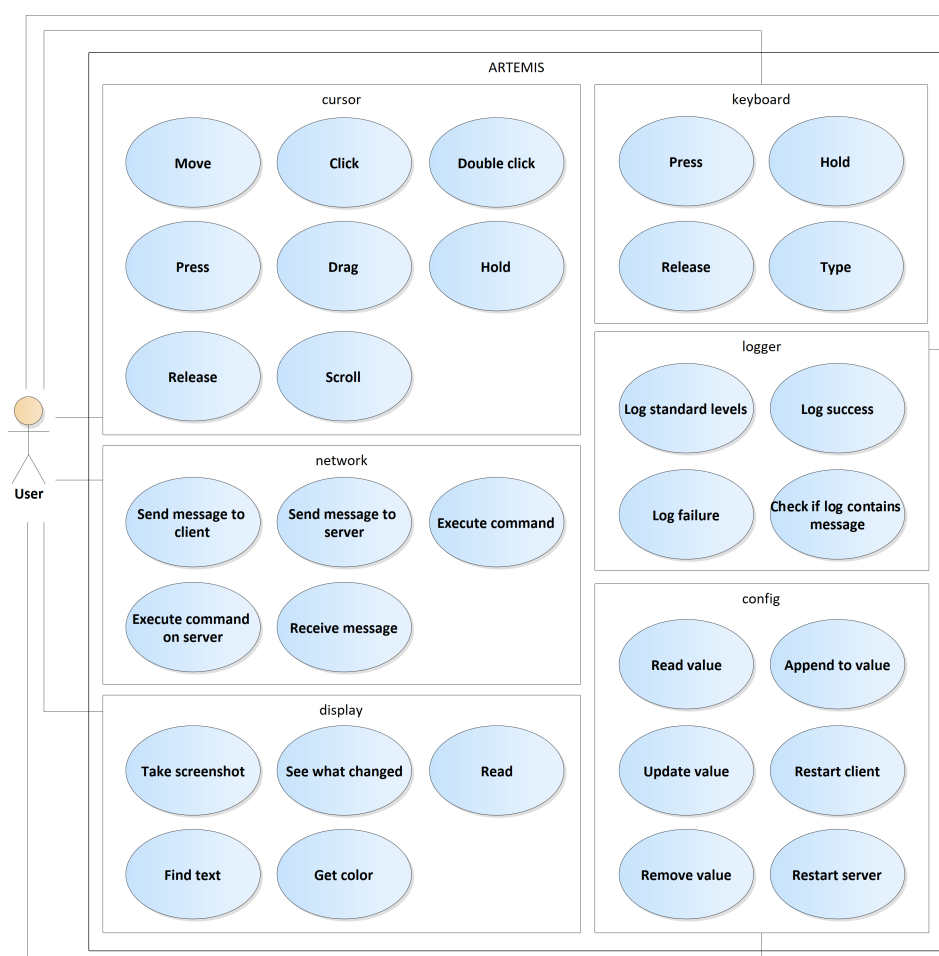 ARTEMIS
cursor
Move
Click
Double click
Press
Drag
Hold
Release
Scroll
keyboard
Press
Hold
Release
Type
logger
Log standard levels
Log success
Log failure
Check if log contains
message
User
network
Send message to
client
Send message to
server
Execute command
Execute command
on server
Receive message
config
Read value
Append to value
Update value
Restart client
Remove value
Restart server
display
Take screenshot
See what changed
Read
Find text
Get color